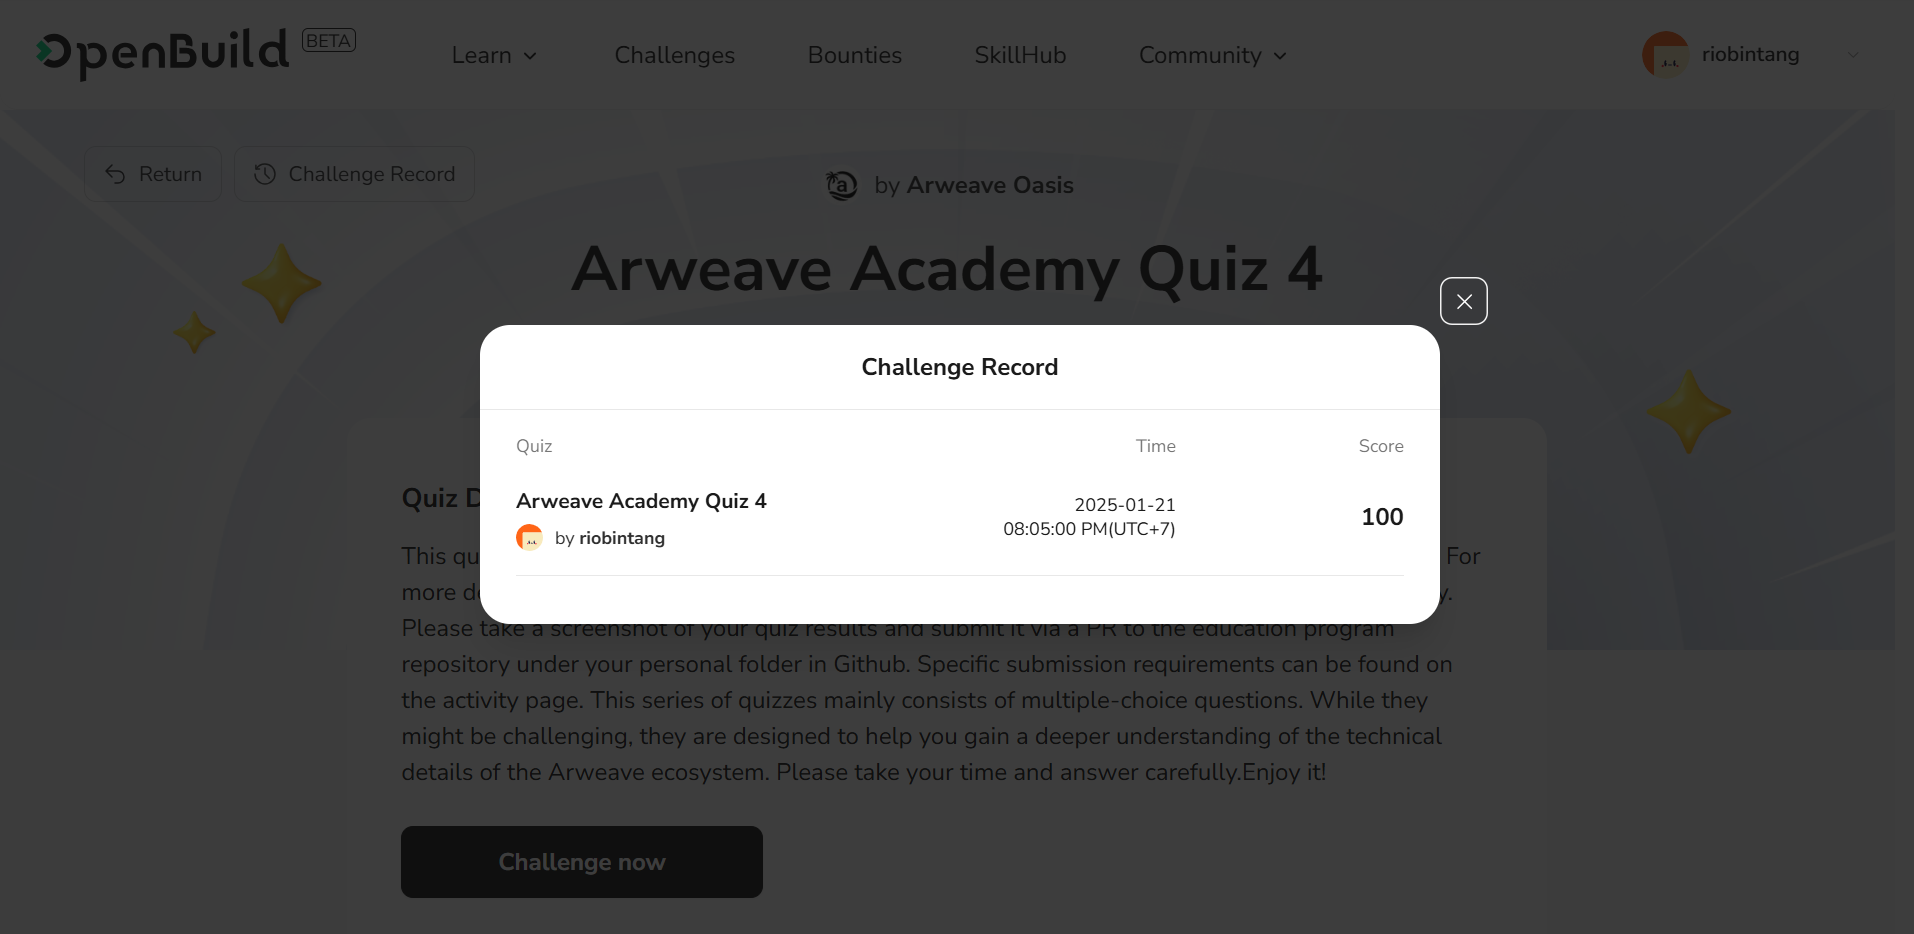 OpenBuild BETA
Learn
Challenges
Bounties
SkillHub
Community
riobintang
Return
Challenge Record
by Arweave Oasis
Arweave Academy Quiz 4
Challenge Record
Quiz Time Score
Arweave Academy Quiz 4
by riobintang
2025-01-21
08:05:00 PM(UTC+7)
100
Quiz
This For
more
Please take a screenshot of your quiz results and submit it via a PR to the education program
repository under your personal folder in Github. Specific submission requirements can be found on
the activity page. This series of quizzes mainly consists of multiple-choice questions. While they
might be challenging, they are designed to help you gain a deeper understanding of the technical
details of the Arweave ecosystem. Please take your time and answer carefully.Enjoy it!
Challenge now